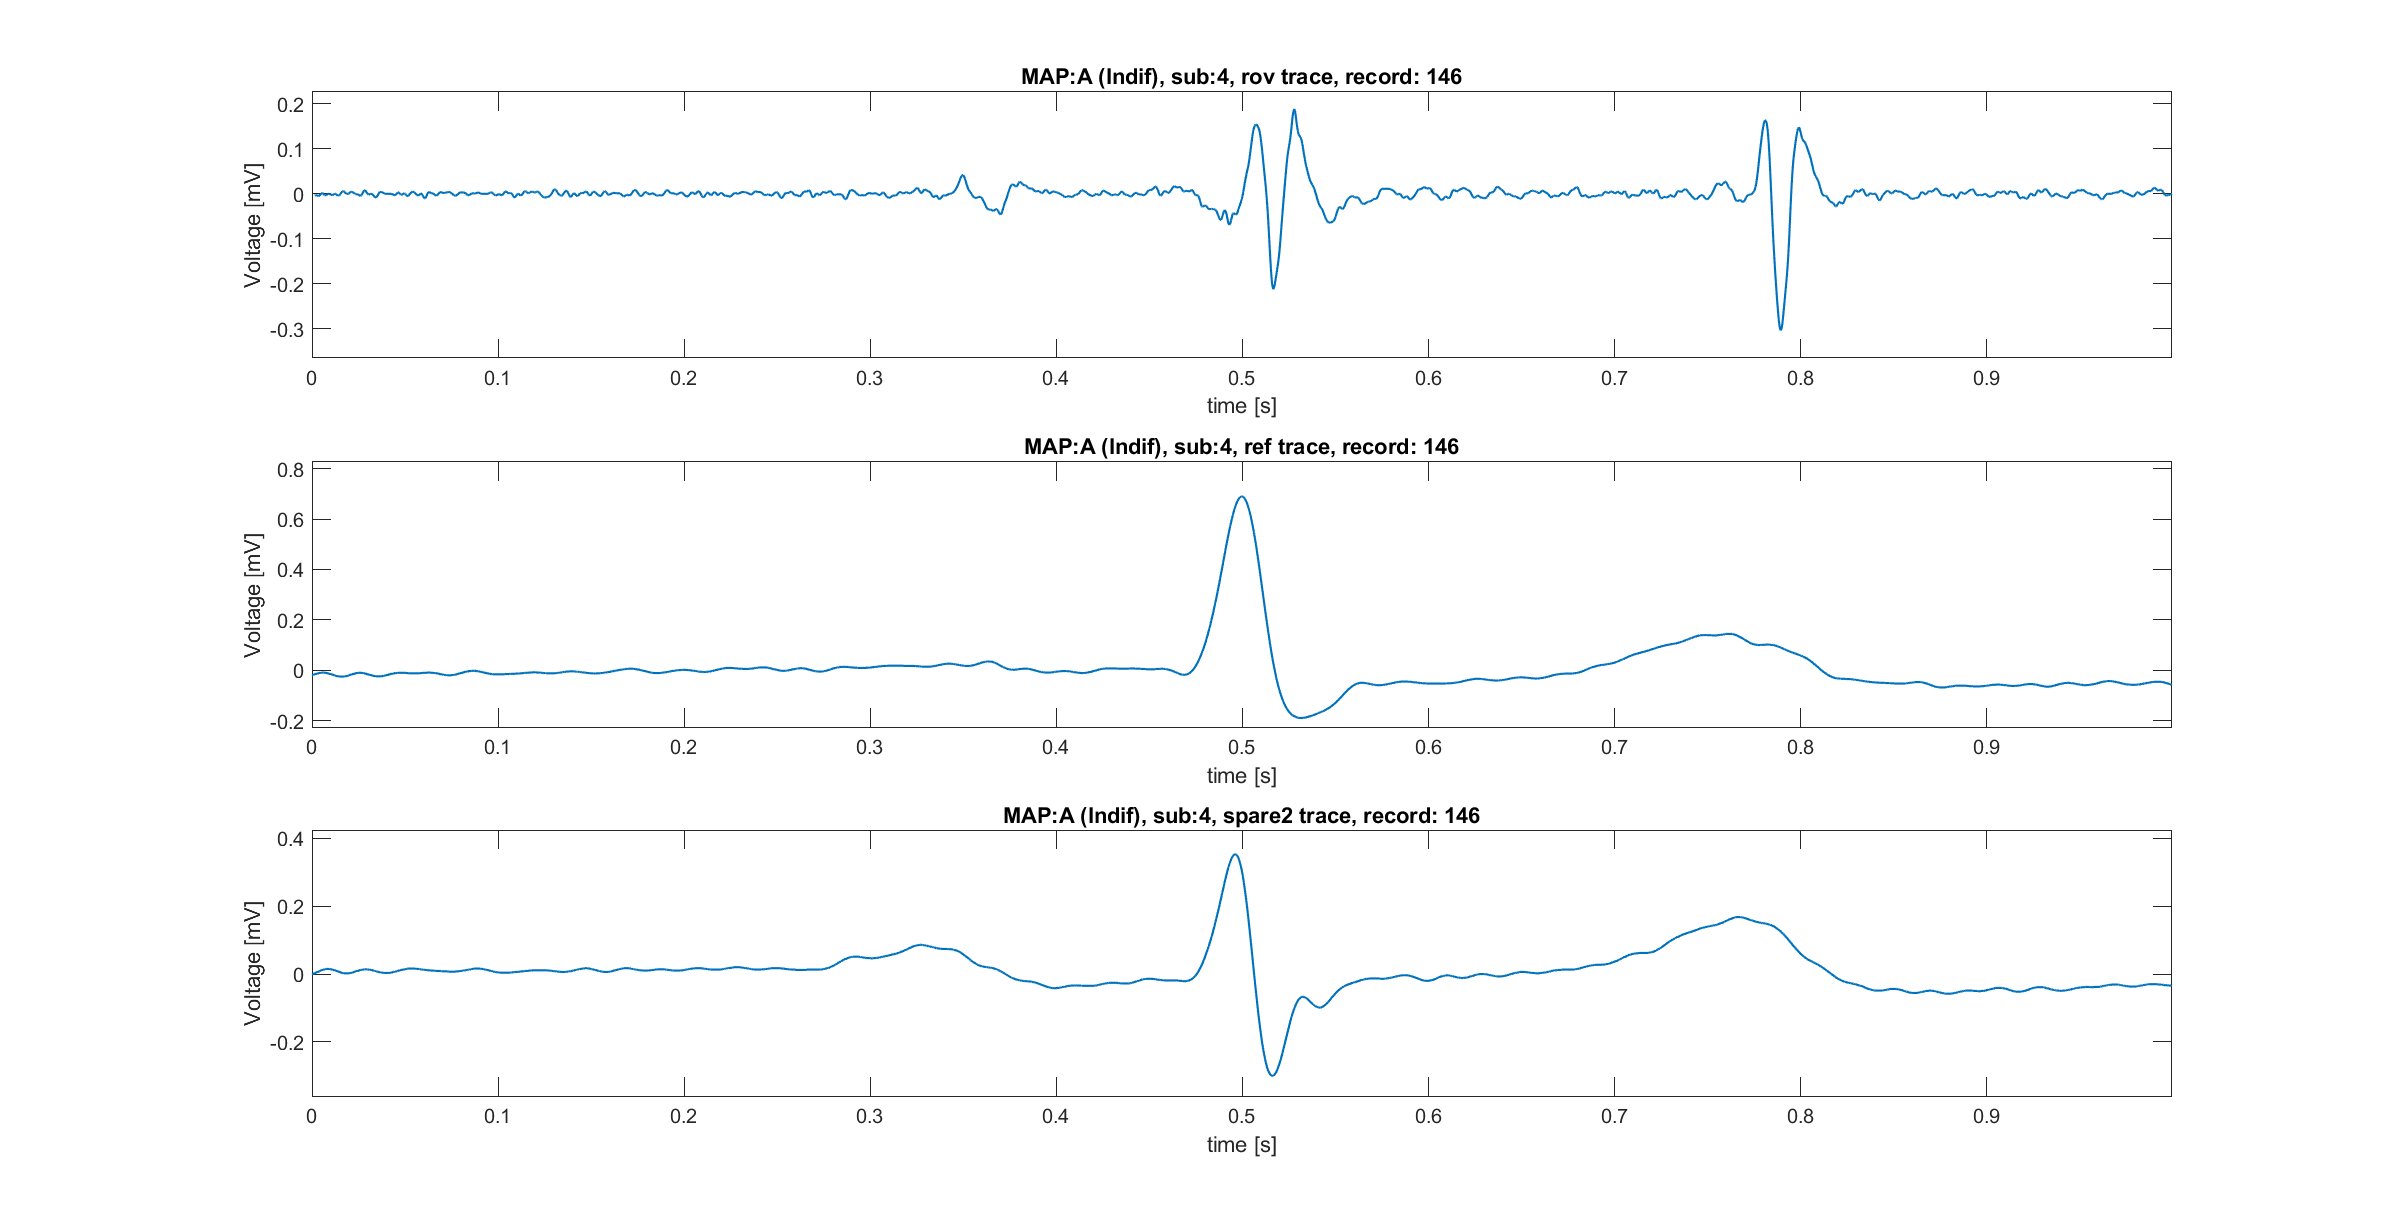 MAP:A (Indif), sub:4, rov trace, record: 146
Voltage [mV]
0.2
0.1
0
-0.1
-0.2
-0.3
0 0.1 0.2 0.3 0.4 0.5 0.6 0.7 0.8 0.9
time [s]
MAP:A (Indif), sub:4, ref trace, record: 146
Voltage [mV]
0.8
0.6
0.4
0.2
0
-0.2
0 0.1 0.2 0.3 0.4 0.5 0.6 0.7 0.8 0.9
time [s]
MAP:A (Indif), sub:4, spare2 trace, record: 146
Voltage [mV]
0.4
0.2
0
-0.2
0 0.1 0.2 0.3 0.4 0.5 0.6 0.7 0.8 0.9
time [s]